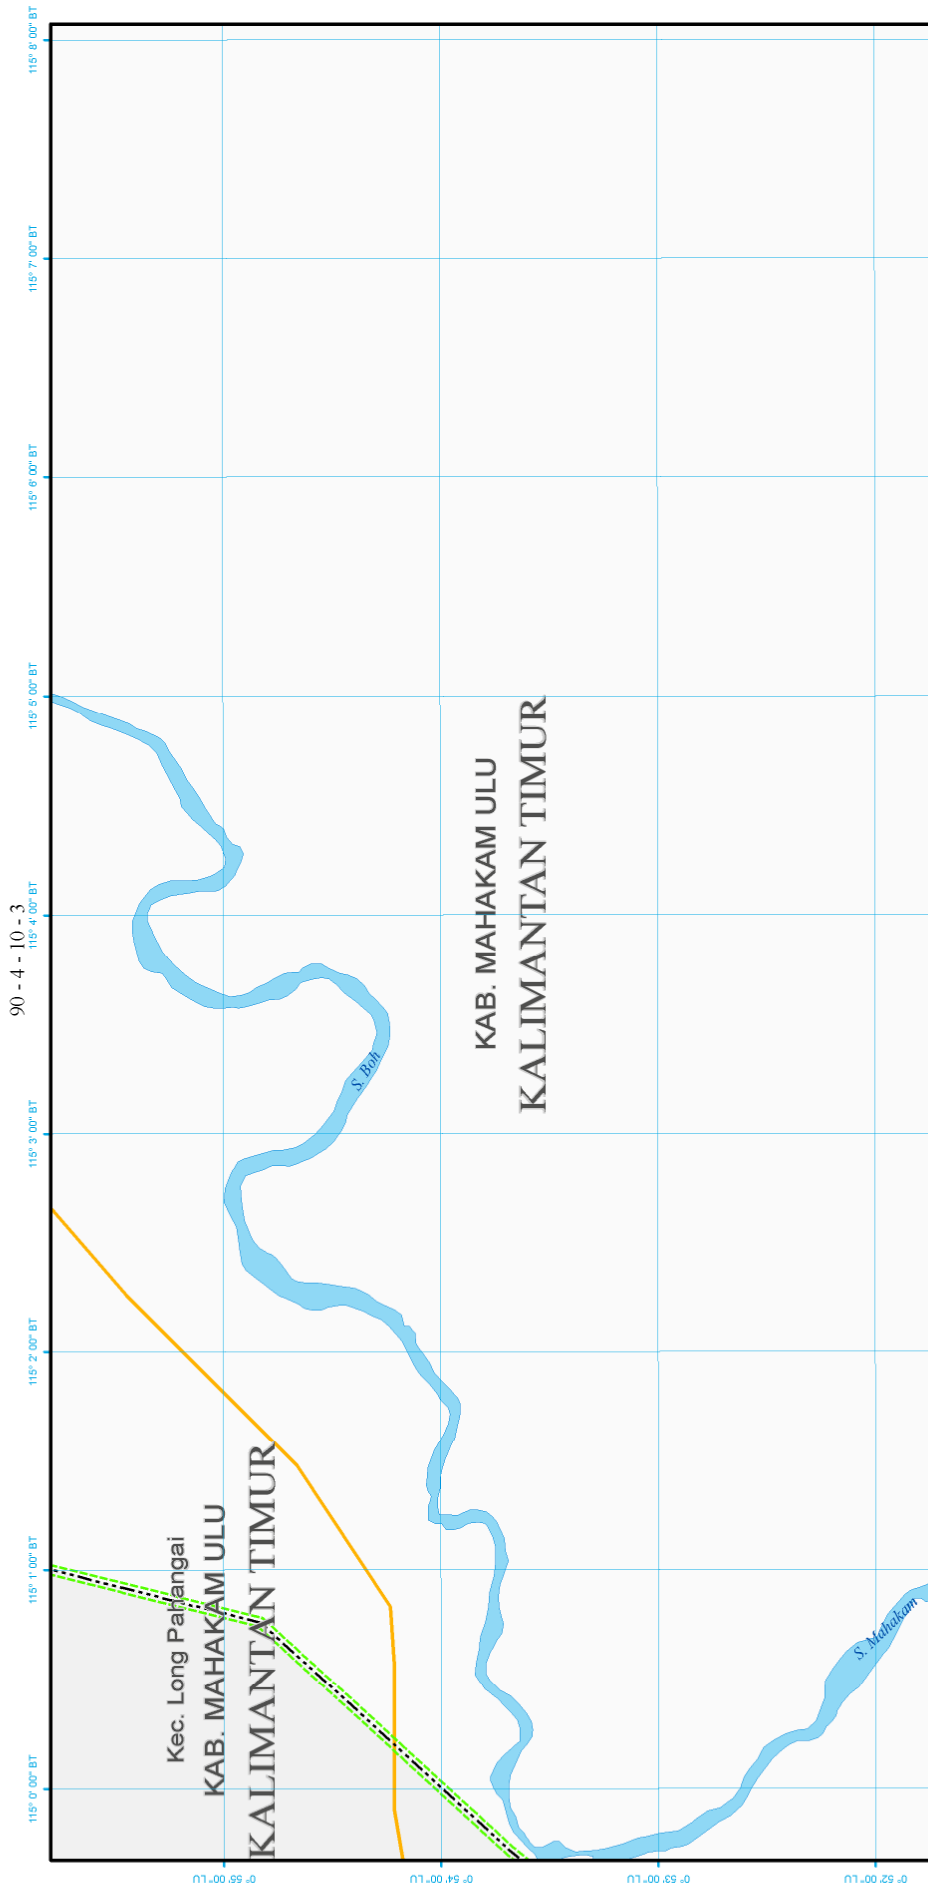 90 - 4 - 10 - 3
115° 0' 00" BT
115° 1' 00" BT
115° 2' 00" BT
115° 3' 00" BT
115° 4' 00" BT
115° 5' 00" BT
115° 6' 00" BT
115° 7' 00" BT
115° 8' 00" BT
Kec. Long Pahangai
KAB. MAHAKAM ULU
KALIMANTAN TIMUR
S. Boh
KAB. MAHAKAM ULU
KALIMANTAN TIMUR
S. Mahakam
0° 55' 00" LU
0° 54' 00" LU
0° 53' 00" LU
0° 52' 00" LU